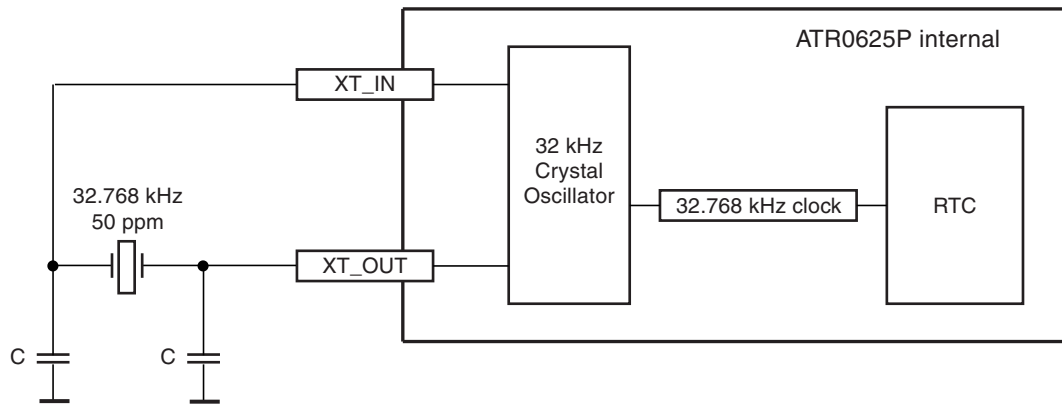 ATR0625P internal
XT_IN
32 kHz
Crystal
Oscillator
32.768 kHz clock
RTC
32.768 kHz
50 ppm
XT_OUT
C
C